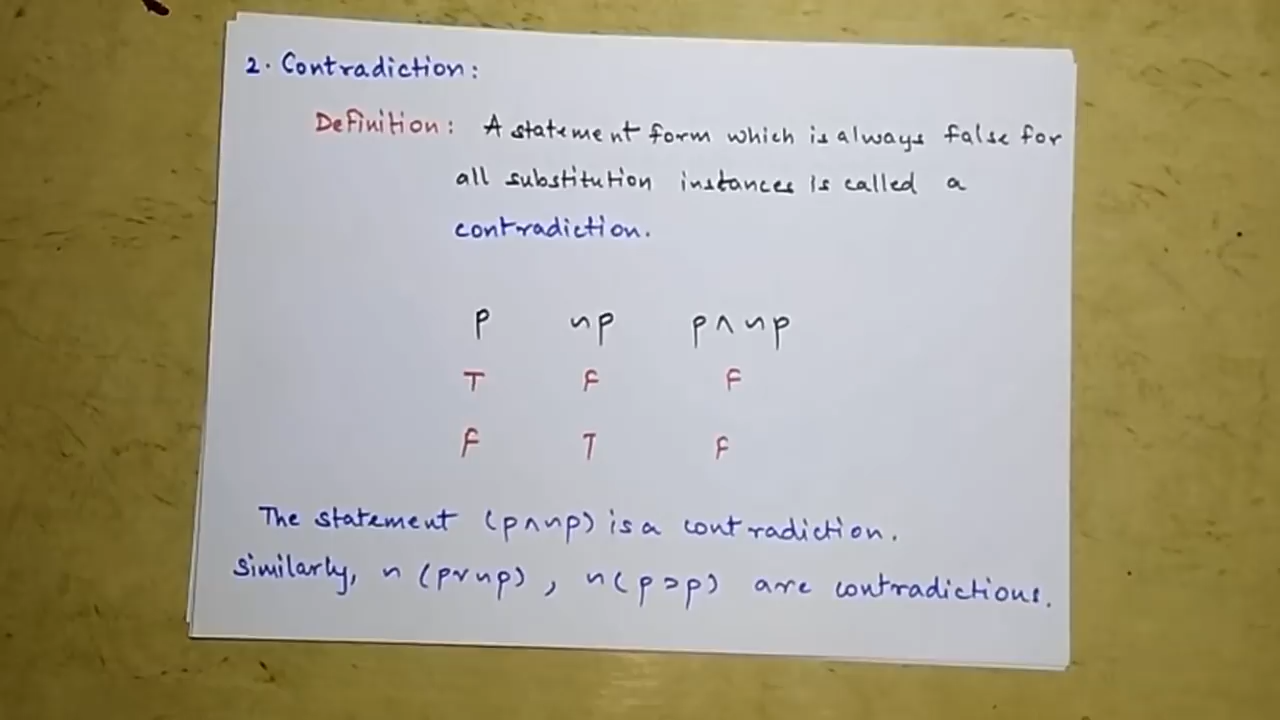 2. Contradiction:
Definition: A statement form which is always false for
all substitution instances is called a
contradiction.
p ~p p ∧ ~p
T F F
F T F
The statement (p ∧ ~p) is a contradiction.
Similarly, ~ (p ∨ ~p) , ~ (p ⊃ p) are contradictions.